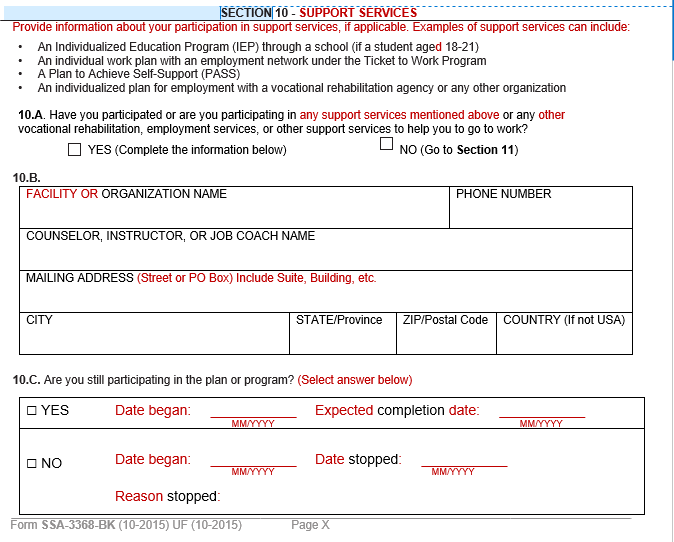 SECTION 10 - SUPPORT SERVICES
Provide information about your participation in support services, if applicable. Examples of support services can include:
• An Individualized Education Program (IEP) through a school (if a student aged 18-21)
• An individual work plan with an employment network under the Ticket to Work Program
• A Plan to Achieve Self-Support (PASS)
• An individualized plan for employment with a vocational rehabilitation agency or any other organization
10.A. Have you participated or are you participating in any support services mentioned above or any other
vocational rehabilitation, employment services, or other support services to help you to go to work?
☐ YES (Complete the information below) ☐ NO (Go to Section 11)
10.B.
FACILITY OR ORGANIZATION NAME PHONE NUMBER
COUNSELOR, INSTRUCTOR, OR JOB COACH NAME
MAILING ADDRESS (Street or PO Box) Include Suite, Building, etc.
CITY STATE/Province ZIP/Postal Code COUNTRY (If not USA)
10.C. Are you still participating in the plan or program? (Select answer below)
☐ YES Date began: ____________ Expected completion date: ____________
MM/YYYY MM/YYYY
☐ NO Date began: ____________ Date stopped: ____________
MM/YYYY MM/YYYY
Reason stopped:
Form SSA-3368-BK (10-2015) UF (10-2015) Page X